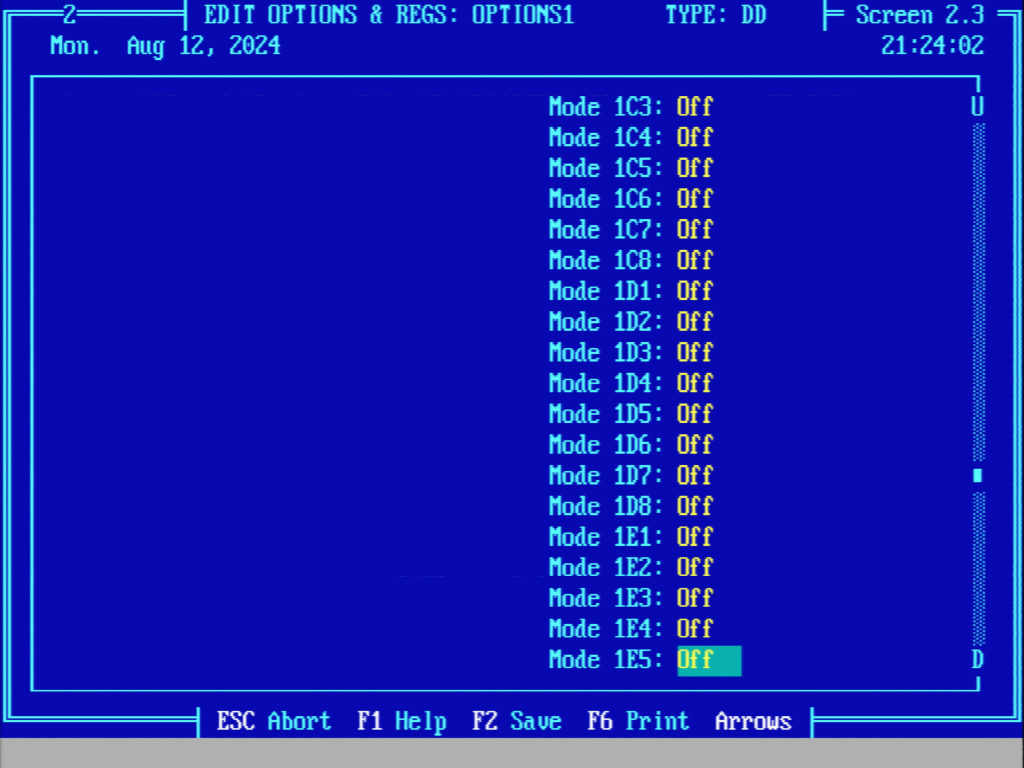 2 EDIT OPTIONS & REGS: OPTIONS1 TYPE: DD Screen 2.3
Mon. Aug 12, 2024 21:24:02
Mode 1C3: Off U
Mode 1C4: Off
Mode 1C5: Off
Mode 1C6: Off
Mode 1C7: Off
Mode 1C8: Off
Mode 1D1: Off
Mode 1D2: Off
Mode 1D3: Off
Mode 1D4: Off
Mode 1D5: Off
Mode 1D6: Off
Mode 1D7: Off
Mode 1D8: Off
Mode 1E1: Off
Mode 1E2: Off
Mode 1E3: Off
Mode 1E4: Off
Mode 1E5: Off D
ESC Abort F1 Help F2 Save F6 Print Arrows